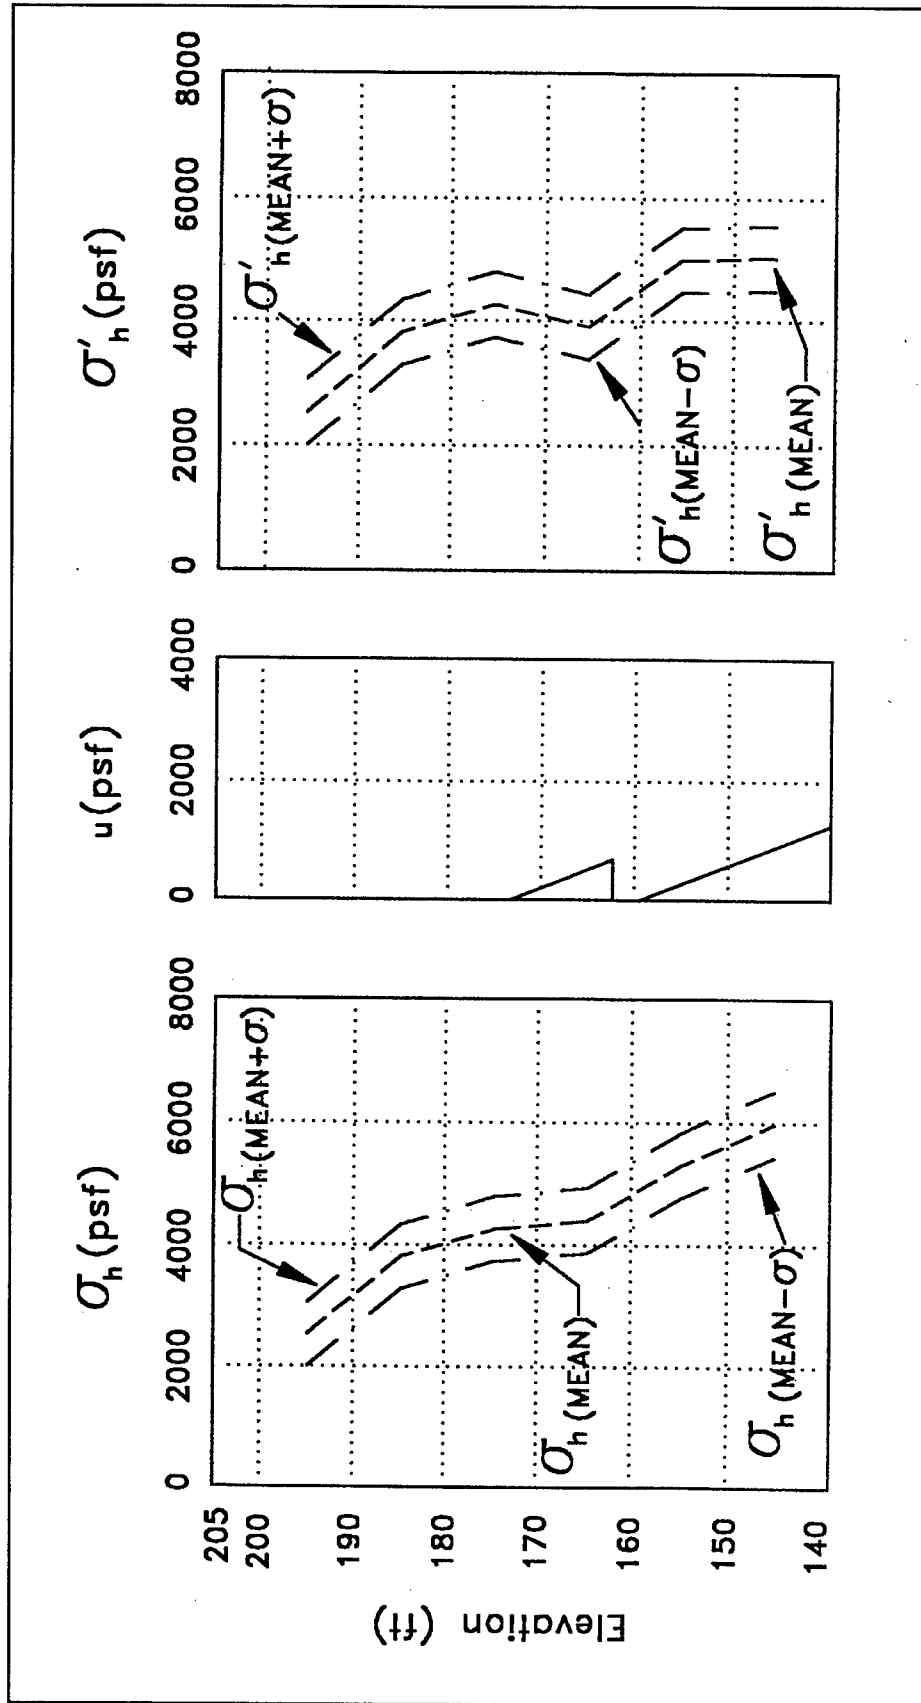 σh (psf)
0 2000 4000 6000 8000
σh (MEAN+σ)
σh (MEAN)
σh (MEAN−σ)
205
200
190
180
170
160
150
140
Elevation (ft)
u (psf)
0 2000 4000
σ′h (psf)
0 2000 4000 6000 8000
σ′h (MEAN+σ)
σ′h (MEAN−σ)
σ′h (MEAN)